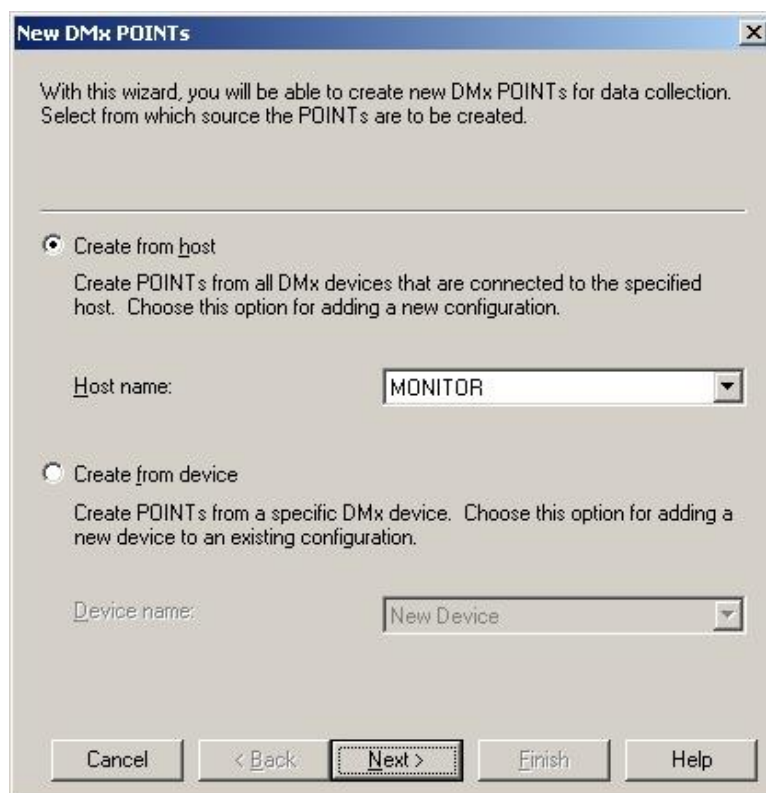 New DMx POINTs
With this wizard, you will be able to create new DMx POINTs for data collection.
Select from which source the POINTs are to be created.
Create from host
Create POINTs from all DMx devices that are connected to the specified
host.  Choose this option for adding a new configuration.
Host name:
MONITOR
Create from device
Create POINTs from a specific DMx device.  Choose this option for adding a
new device to an existing configuration.
Device name:
New Device
Cancel
< Back
Next >
Finish
Help